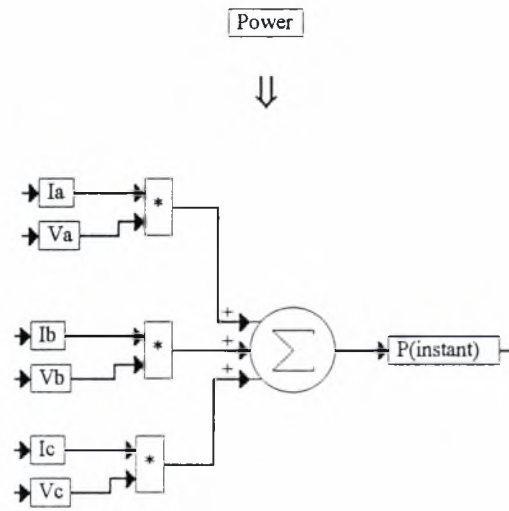 Power
⇓
Ia
*
Va
+
Ib
+
*
Σ
P(instant)
Vb
+
Ic
*
Vc